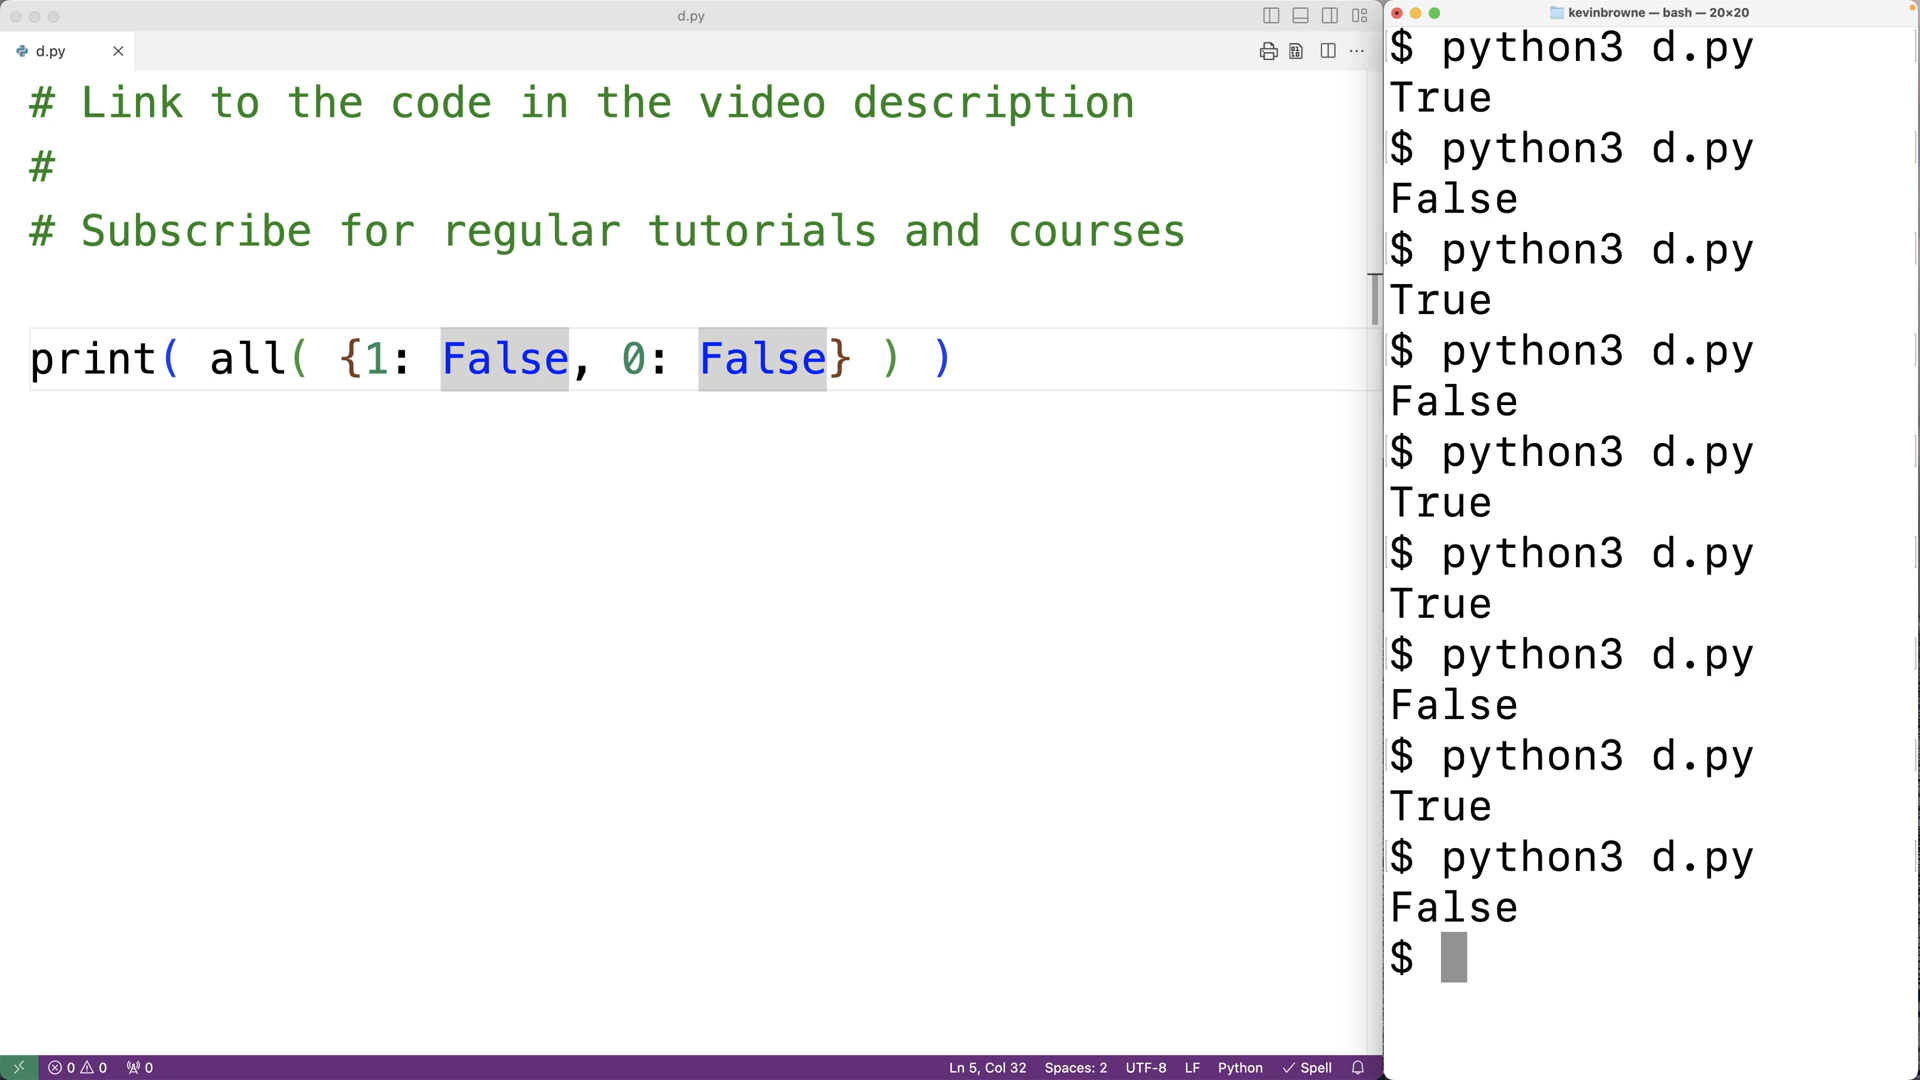 d.py
d.py
# Link to the code in the video description
#
# Subscribe for regular tutorials and courses
print( all( {1: False, 0: False} ) )
0 0 0
Ln 5, Col 32 Spaces: 2 UTF-8 LF Python Spell
kevinbrowne — bash — 20×20
$ python3 d.py
True
$ python3 d.py
False
$ python3 d.py
True
$ python3 d.py
False
$ python3 d.py
True
$ python3 d.py
True
$ python3 d.py
False
$ python3 d.py
True
$ python3 d.py
False
$